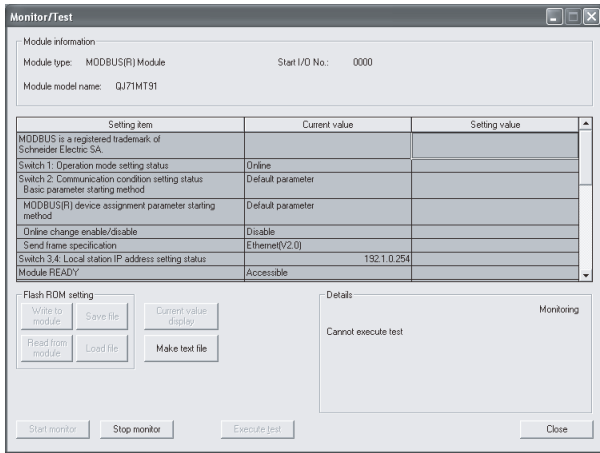 Monitor/Test
Module information
Module type: MODBUS(R) Module Start I/O No.: 0000
Module model name: QJ71MT91
Setting item Current value Setting value
MODBUS is a registered trademark of
Schneider Electric SA.
Switch 1: Operation mode setting status Online
Switch 2: Communication condition setting status Default parameter
Basic parameter starting method
MODBUS(R) device assignment parameter starting Default parameter
method
Online change enable/disable Disable
Send frame specification Ethernet(V2.0)
Switch 3,4: Local station IP address setting status 192.1.0.254
Module READY Accessible
Flash ROM setting
Write to
module
Save file
Current value
display
Read from
module
Load file
Make text file
Details
Monitoring
Cannot execute test
Start monitor Stop monitor Execute test Close